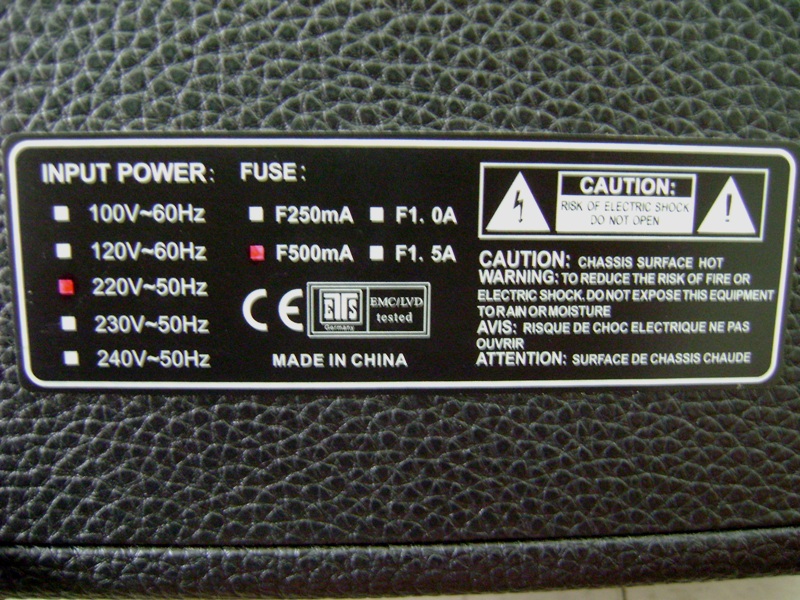 INPUT POWER:
100V~60Hz
120V~60Hz
220V~50Hz
230V~50Hz
240V~50Hz
FUSE:
F250mA F1. 0A
F500mA F1. 5A
CE
ETS
Germany
EMC/LVD
tested
MADE IN CHINA
CAUTION:
RISK OF ELECTRIC SHOCK
DO NOT OPEN
!
CAUTION: CHASSIS SURFACE HOT
WARNING: TO REDUCE THE RISK OF FIRE OR
ELECTRIC SHOCK. DO NOT EXPOSE THIS EQUIPMENT
TO RAIN OR MOISTURE
AVIS: RISQUE DE CHOC ELECTRIQUE NE PAS
OUVRIR
ATTENTION: SURFACE DE CHASSIS CHAUDE